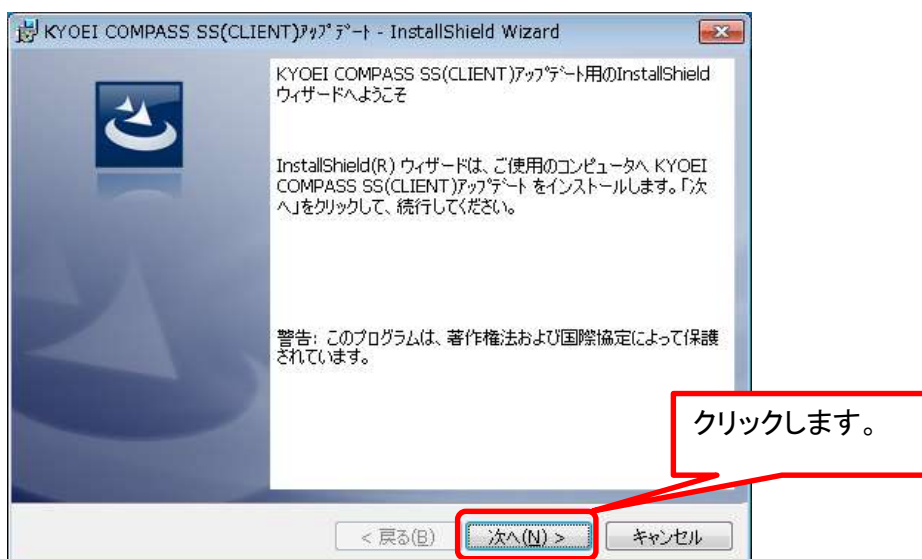 KYOEI COMPASS SS(CLIENT)ｱｯﾌﾟﾃﾞｰﾄ - InstallShield Wizard
KYOEI COMPASS SS(CLIENT)ｱｯﾌﾟﾃﾞｰﾄ用のInstallShield
ウィザードへようこそ
InstallShield(R) ウィザードは、ご使用のコンピュータへ KYOEI
COMPASS SS(CLIENT)ｱｯﾌﾟﾃﾞｰﾄ をインストールします。「次
へ」をクリックして、続行してください。
警告: このプログラムは、著作権法および国際協定によって保護
されています。
クリックします。
< 戻る(B)
次へ(N) >
キャンセル